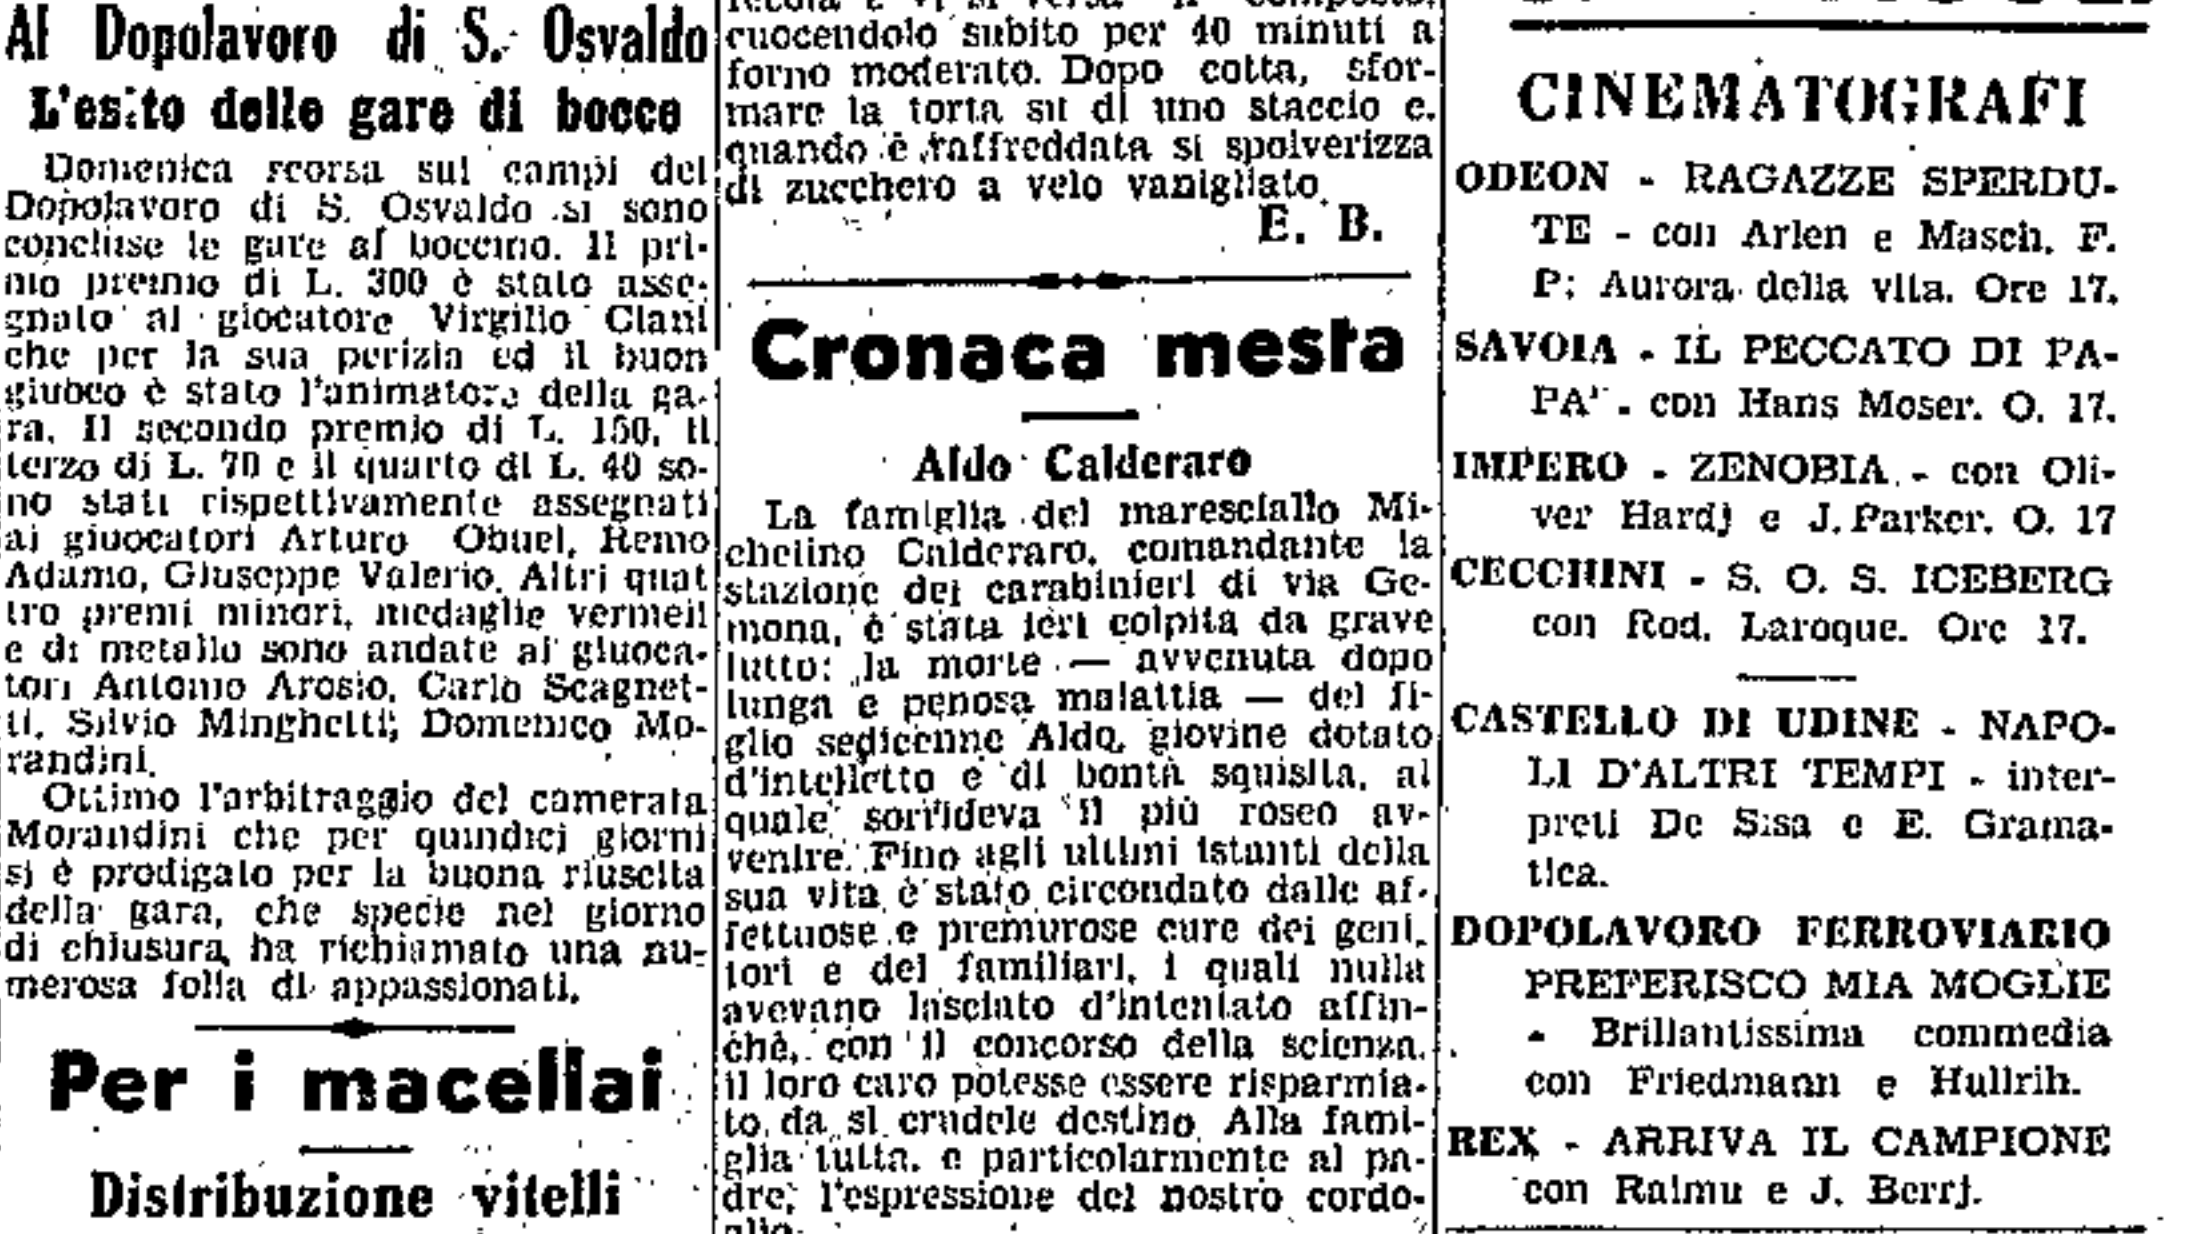 Al Dopolavoro di S. Osvaldo
L'esito delle gare di bocce
Domenica scorsa sui campi del
Dopolavoro di S. Osvaldo si sono
concluse le gare al boccino. Il pri-
mo premio di L. 300 è stato asse-
gnato al giocatore Virgilio Ciani
che per la sua perizia ed il buon
giuoco è stato l'animatore della ga-
ra. Il secondo premio di L. 150, il
terzo di L. 70 e il quarto di L. 40 so-
no stati rispettivamente assegnati
ai giuocatori Arturo Obuel, Remo
Adamo, Giuseppe Valerio. Altri quat
tro premi minori, medaglie vermeil
e di metallo sono andate ai giuoca-
tori Antonio Arosio, Carlo Scagnet-
ti, Silvio Minghetti; Domenico Mo-
randini.
Ottimo l'arbitraggio del camerata
Morandini che per quindici giorni
si è prodigato per la buona riuscita
della gara, che specie nel giorno
di chiusura ha richiamato una nu-
merosa folla di appassionati.
Per i macellai
Distribuzione vitelli
cuocendolo subito per 40 minuti a
forno moderato. Dopo cotta, sfor-
mare la torta su di uno staccio e.
quando è raffreddata si spolverizza
di zucchero a velo vanigliato.
E. B.
Cronaca mesta
Aldo Calderaro
La famiglia del maresciallo Mi-
chelino Calderaro, comandante la
stazione dei carabinieri di via Ge-
mona, è stata ieri colpita da grave
lutto: la morte — avvenuta dopo
lunga e penosa malattia — del fi-
glio sedicenne Aldo, giovine dotato
d'intelletto e di bontà squisita, al
quale sorrideva il più roseo av-
venire. Fino agli ultimi istanti della
sua vita è stato circondato dalle af-
fettuose e premurose cure dei geni-
tori e dei familiari, i quali nulla
avevano lasciato d'intentato affin-
chè, con il concorso della scienza,
il loro caro potesse essere risparmia-
to da sì crudele destino. Alla fami-
glia tutta, e particolarmente al pa-
dre, l'espressione del nostro cordo-
glio.
CINEMATOGRAFI
ODEON - RAGAZZE SPERDU-
TE - con Arlen e Masch. F.
P: Aurora della vita. Ore 17.
SAVOIA - IL PECCATO DI PA-
PA' - con Hans Moser. O. 17.
IMPERO - ZENOBIA - con Oli-
ver Hardj e J. Parker. O. 17
CECCHINI - S. O. S. ICEBERG
con Rod. Laroque. Ore 17.
CASTELLO DI UDINE - NAPO-
LI D'ALTRI TEMPI - inter-
preti De Sisa e E. Grama-
tica.
DOPOLAVORO FERROVIARIO
PREFERISCO MIA MOGLIE
- Brillantissima commedia
con Friedmann e Hullrih.
REX - ARRIVA IL CAMPIONE
con Raimu e J. Berrj.